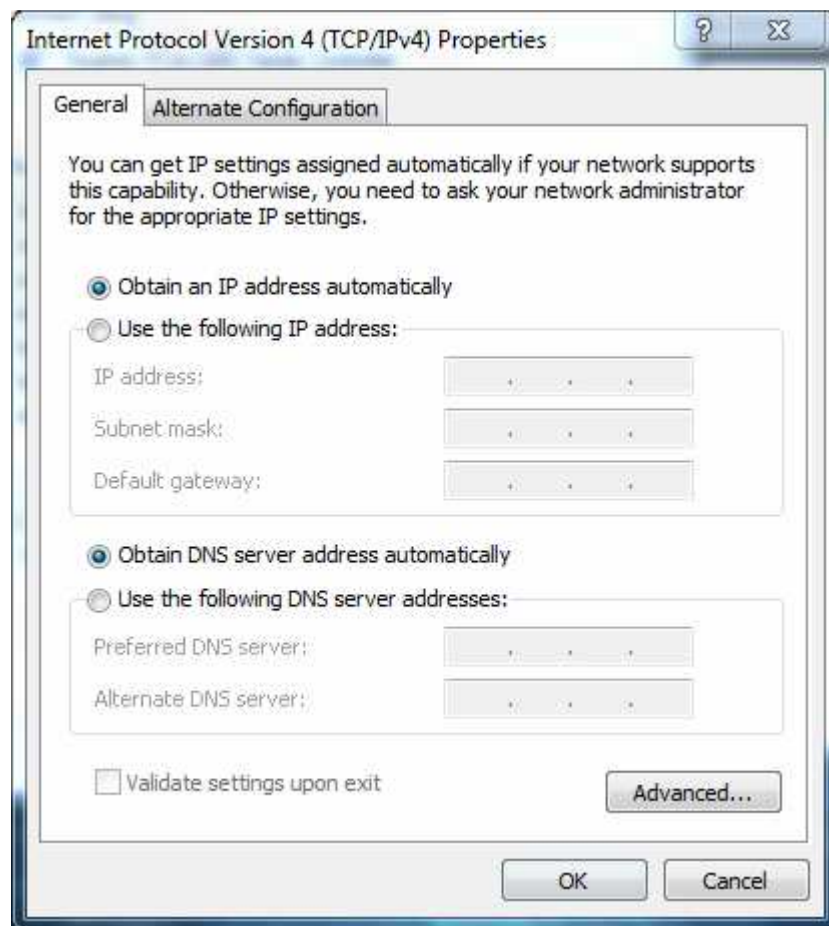 Internet Protocol Version 4 (TCP/IPv4) Properties
General
Alternate Configuration
You can get IP settings assigned automatically if your network supports
this capability. Otherwise, you need to ask your network administrator
for the appropriate IP settings.
Obtain an IP address automatically
Use the following IP address:
IP address:
Subnet mask:
Default gateway:
Obtain DNS server address automatically
Use the following DNS server addresses:
Preferred DNS server:
Alternate DNS server:
Validate settings upon exit
Advanced...
OK
Cancel